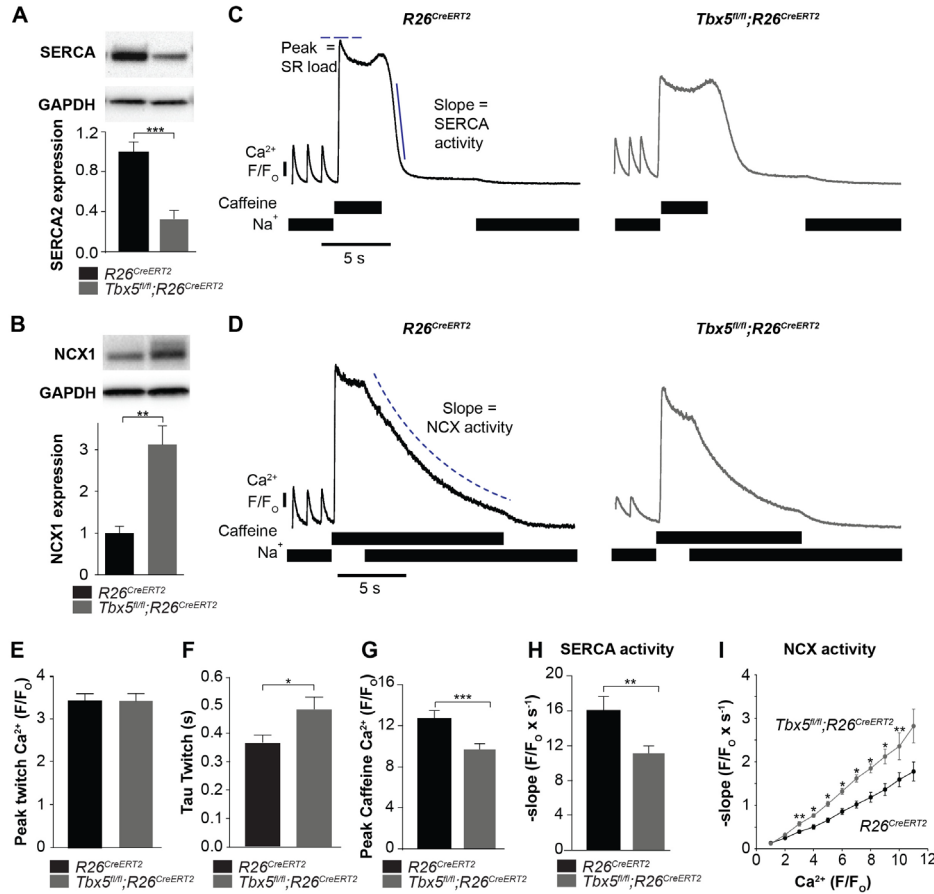 A
SERCA
GAPDH
SERCA2 expression
1.2
0.8
0.4
0.0
***
R26CreERT2
Tbx5fl/fl;R26CreERT2
B
NCX1
GAPDH
NCX1 expression
3
2
1
0
**
R26CreERT2
Tbx5fl/fl;R26CreERT2
C
R26CreERT2
Tbx5fl/fl;R26CreERT2
Peak =
SR load
Slope =
SERCA
activity
Ca2+
F/FO
Caffeine
Na+
5 s
D
R26CreERT2
Tbx5fl/fl;R26CreERT2
Slope =
NCX activity
Ca2+
F/FO
Caffeine
Na+
5 s
E
Peak twitch Ca2+ (F/FO)
4
3
2
1
0
R26CreERT2
Tbx5fl/fl;R26CreERT2
F
Tau Twitch (s)
0.6
0.5
0.4
0.3
0.2
0.1
0.0
*
R26CreERT2
Tbx5fl/fl;R26CreERT2
G
Peak Caffeine Ca2+ (F/FO)
16
12
8
4
0
***
R26CreERT2
Tbx5fl/fl;R26CreERT2
H SERCA activity
-slope (F/FO x s-1)
20
16
12
8
4
0
**
R26CreERT2
Tbx5fl/fl;R26CreERT2
I NCX activity
-slope (F/FO x s-1)
4
3
2
1
0
Tbx5fl/fl;R26CreERT2
** * * * * * * **
R26CreERT2
0 2 4 6 8 10 12
Ca2+ (F/FO)